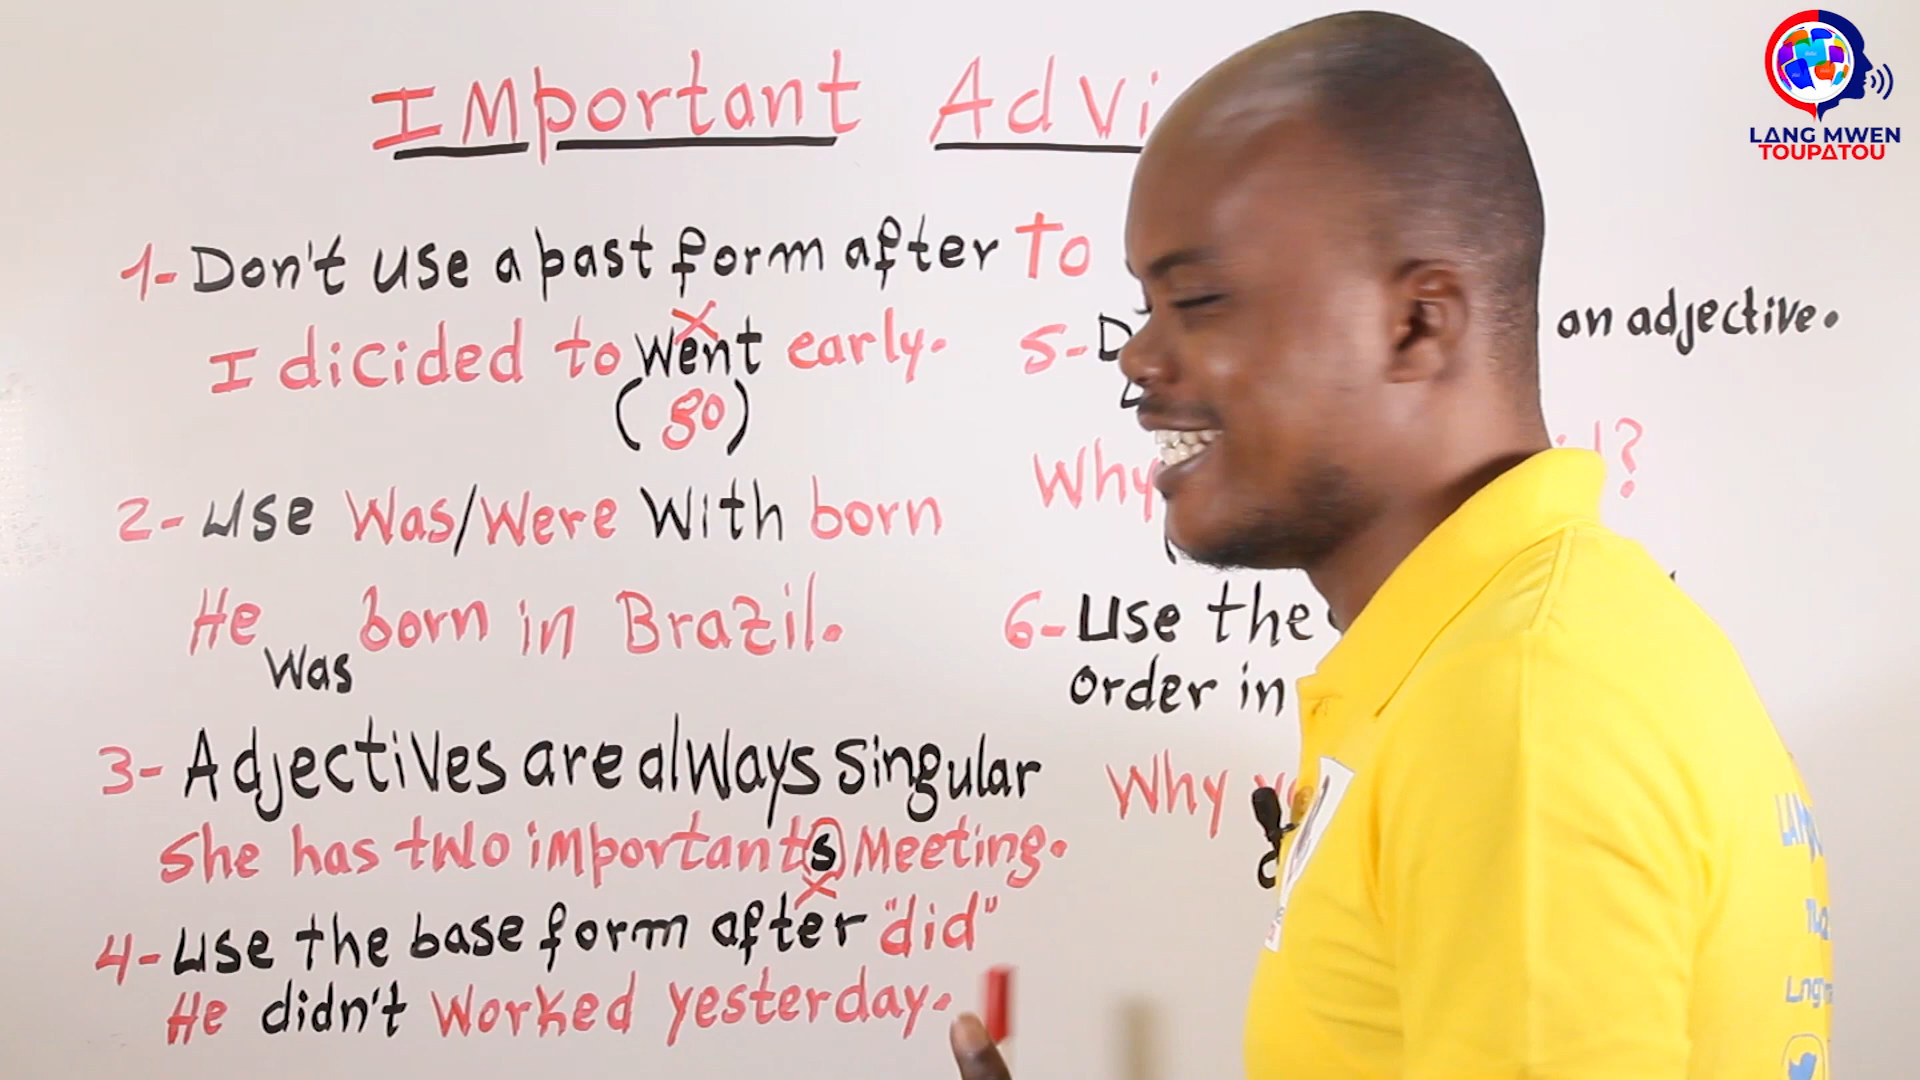 Important Advi
1- Don't use a past form after To
I dicided to went early.
(go)
2- Use Was/Were With born
He was born in Brazil.
3- Adjectives are always singular
She has two importants Meeting.
4- Use the base form after "did"
He didn't worked yesterday.
5- D an adjective.
Why ?
6- Use the
order in
Why
LANG MWEN
TOUPATOU